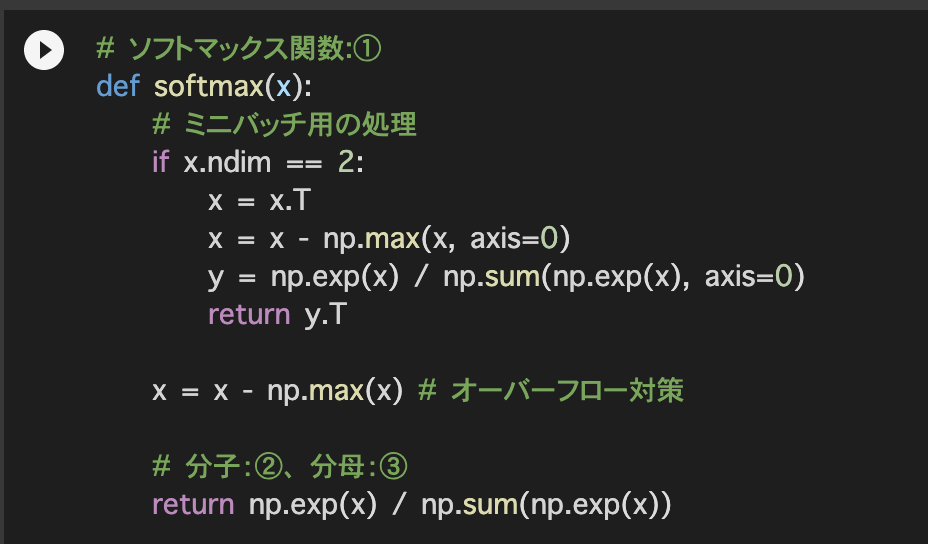 # ソフトマックス関数:①
def softmax(x):
    # ミニバッチ用の処理
    if x.ndim == 2:
        x = x.T
        x = x - np.max(x, axis=0)
        y = np.exp(x) / np.sum(np.exp(x), axis=0)
        return y.T

    x = x - np.max(x) # オーバーフロー対策

    # 分子:②、分母:③
    return np.exp(x) / np.sum(np.exp(x))